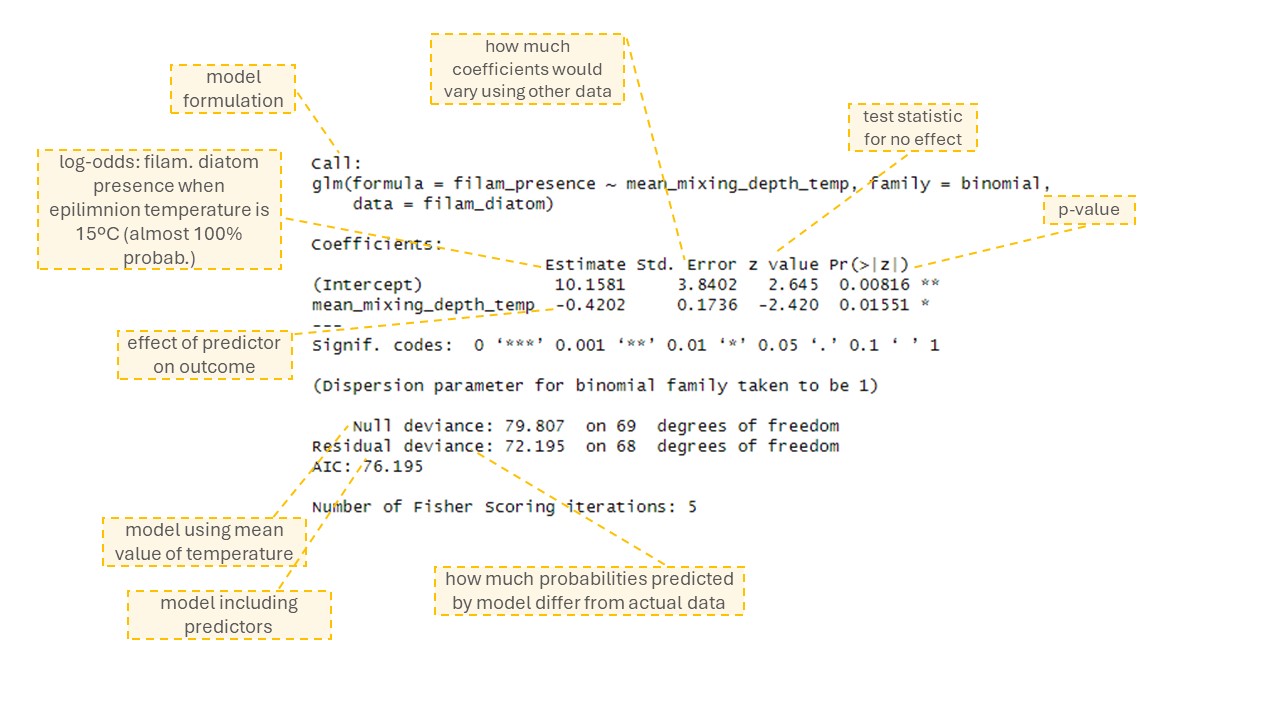 how much
coefficients would
vary using other data
model
formulation
test statistic
for no effect
log-odds: filam. diatom
presence when
epilimnion temperature is
15ºC (almost 100%
probab.)
p-value
Call:
glm(formula = filam_presence ~ mean_mixing_depth_temp, family = binomial,
    data = filam_diatom)
Coefficients:
                       Estimate Std. Error z value Pr(>|z|)
(Intercept)             10.1581     3.8402   2.645  0.00816 **
mean_mixing_depth_temp  -0.4202     0.1736  -2.420  0.01551 *
---
Signif. codes:  0 ‘***’ 0.001 ‘**’ 0.01 ‘*’ 0.05 ‘.’ 0.1 ‘ ’ 1
effect of predictor
on outcome
(Dispersion parameter for binomial family taken to be 1)
    Null deviance: 79.807  on 69  degrees of freedom
Residual deviance: 72.195  on 68  degrees of freedom
AIC: 76.195
Number of Fisher Scoring iterations: 5
model using mean
value of temperature
how much probabilities predicted
by model differ from actual data
model including
predictors